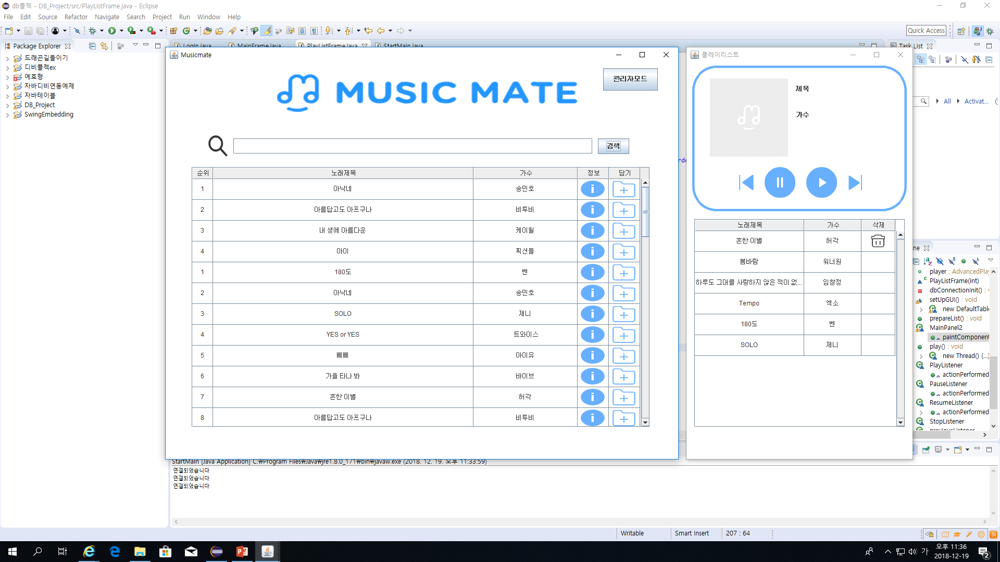 db플젝 - DB_Project/src/PlayListFrame.java - Eclipse
File Edit Source Refactor Navigate Search Project Run Window Help
Quick Access
Package Explorer
드래곤길들이기
디비플젝ex
예호형
자바디비연동예제
자바테이블
DB_Project
SwingEmbedding
LogIn.java
MainFrame.java
PlayListFrame.java
StartMain.java
Task List
All
Activat...
Musicmate
MUSIC MATE
관리자모드
검색
순위 노래제목 가수 정보 담기
1 아낙네 송민호
2 아름답고도 아프구나 비투비
3 내 생에 아름다운 케이윌
4 아이 픽션들
1 180도 벤
2 아낙네 송민호
3 SOLO 제니
4 YES or YES 트와이스
5 삐삐 아이유
6 가을 타나 봐 바이브
7 흔한 이별 허각
8 아름답고도 아프구나 비투비
플레이리스트
제목
가수
노래제목 가수 삭제
흔한 이별 허각
봄바람 워너원
하루도 그대를 사랑하지 않은 적이 없... 임창정
Tempo 엑소
180도 벤
SOLO 제니
player : AdvancedPlay
PlayListFrame(int)
dbConnectionInit() :
setUpGUI() : void
new DefaultTable
prepareList() : void
MainPanel2
paintComponent
play() : void
new Thread() {...}
PlayListener
actionPerformed
PauseListener
actionPerformed
ResumeListener
actionPerformed
StopListener
previousListener
StartMain [Java Application] C:₩Program Files₩Java₩jre1.8.0_171₩bin₩javaw.exe (2018. 12. 19. 오후 11:33:59)
연결되었습니다
연결되었습니다
연결되었습니다
Writable
Smart Insert
207 : 64
가
오후 11:36
2018-12-19
2